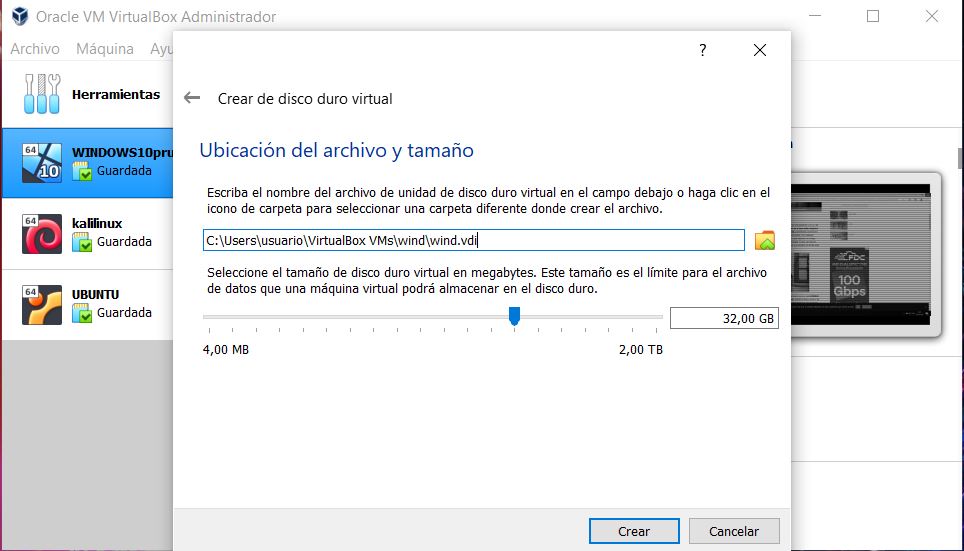 Oracle VM VirtualBox Administrador
Archivo Máquina Ayu
?
Herramientas
Crear de disco duro virtual
64
10
WINDOWS10pru
Guardada
Ubicación del archivo y tamaño
Escriba el nombre del archivo de unidad de disco duro virtual en el campo debajo o haga clic en el
icono de carpeta para seleccionar una carpeta diferente donde crear el archivo.
64
kalilinux
Guardada
C:\Users\usuario\VirtualBox VMs\wind\wind.vdi
Seleccione el tamaño de disco duro virtual en megabytes. Este tamaño es el límite para el archivo
de datos que una máquina virtual podrá almacenar en el disco duro.
64
UBUNTU
Guardada
32,00 GB
4,00 MB
2,00 TB
FDC
100
Gbps
Crear
Cancelar